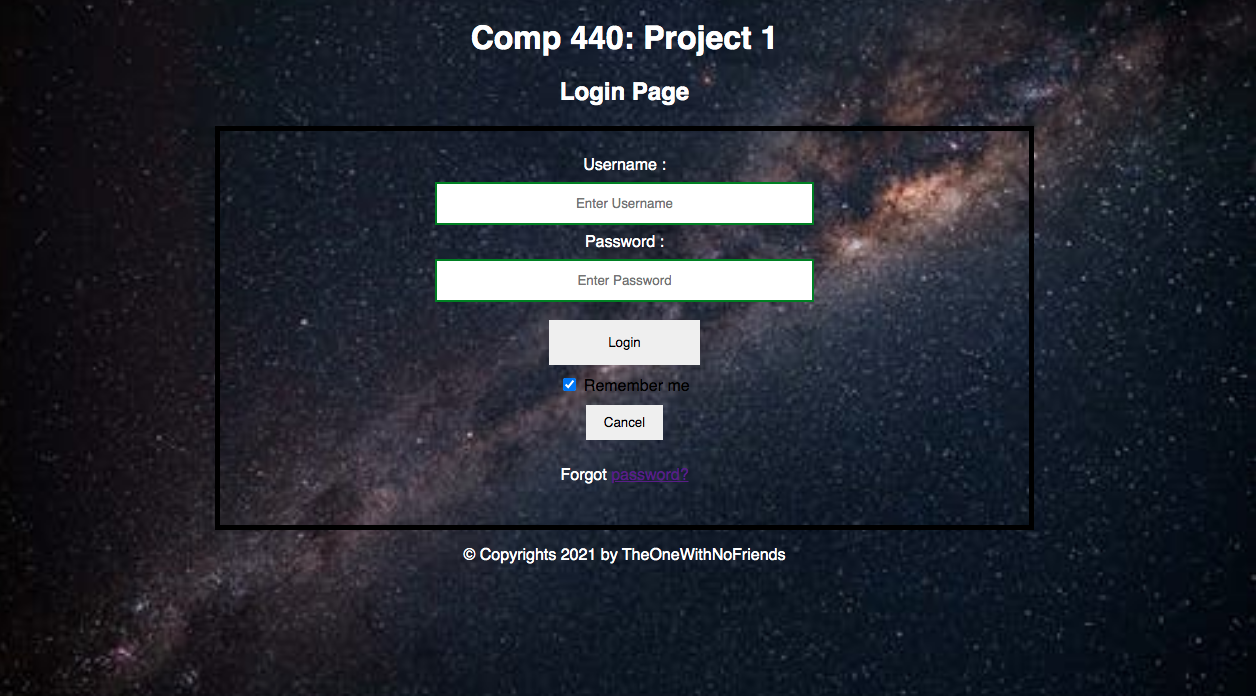 Comp 440: Project 1
Login Page
Username :
Enter Username
Password :
Enter Password
Login
Remember me
Cancel
Forgot password?
© Copyrights 2021 by TheOneWithNoFriends